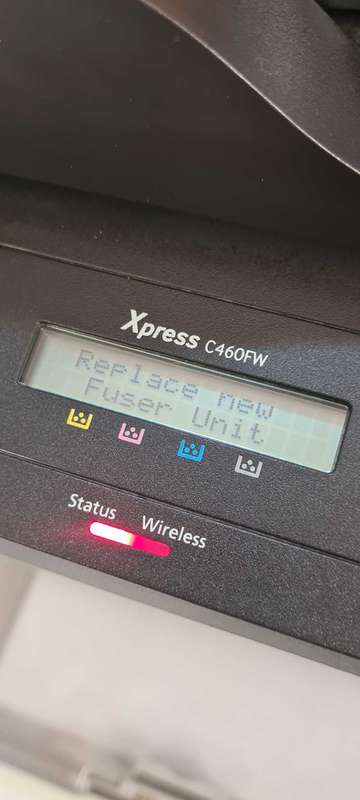 Xpress C460FW
Replace new
Fuser Unit
Status Wireless